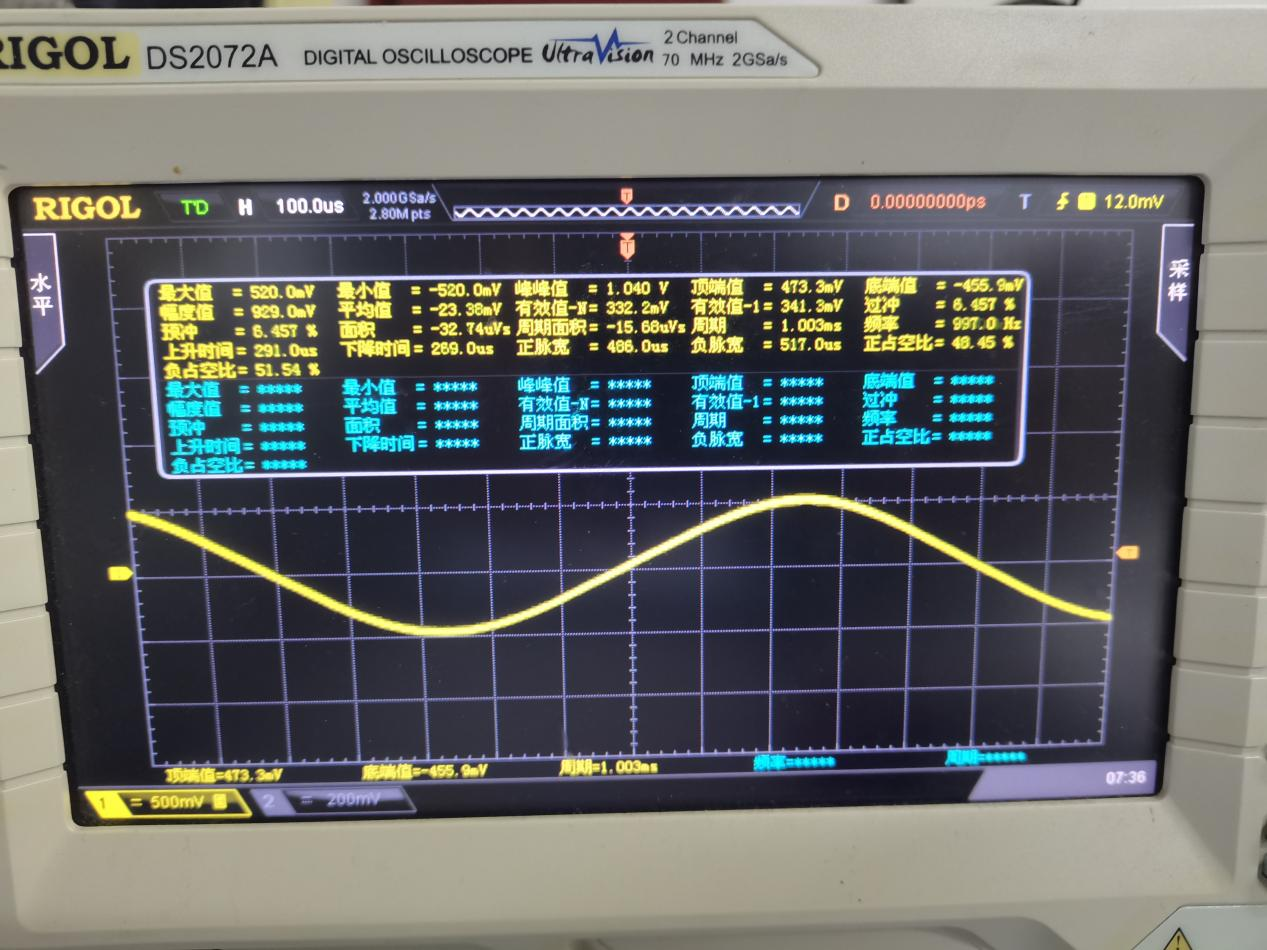 RIGOL DS2072A DIGITAL OSCILLOSCOPE UltraVision 2 Channel
70 MHz 2GSa/s
RIGOL T'D H 100.0us 2.000GSa/s D 0.00000000ps T 12.0mV
2.80M pts
水平
采样
T
T
最大值 = 520.0mV 最小值 = -520.0mV 峰峰值 = 1.040 V 顶端值 = 473.3mV 底端值 = -455.9mV
幅度值 = 929.0mV 平均值 = -23.38mV 有效值-N= 332.2mV 有效值-1= 341.3mV 过冲 = 6.457 %
预冲 = 6.457 % 面积 = -32.74uVs 周期面积= -15.68uVs 周期 = 1.003ms 频率 = 997.0 Hz
上升时间= 291.0us 下降时间= 269.0us 正脉宽 = 486.0us 负脉宽 = 517.0us 正占空比= 48.45 %
负占空比= 51.54 %
最大值 = ***** 最小值 = ***** 峰峰值 = ***** 顶端值 = ***** 底端值 = *****
幅度值 = ***** 平均值 = ***** 有效值-N= ***** 有效值-1= ***** 过冲 = *****
预冲 = ***** 面积 = ***** 周期面积= ***** 周期 = ***** 频率 = *****
上升时间= ***** 下降时间= ***** 正脉宽 = ***** 负脉宽 = ***** 正占空比= *****
负占空比= *****
T
顶端值=473.3mV 底端值=-455.9mV 周期=1.003ms 频率=***** 周期=*****
1 = 500mV 2 200mV 07:36